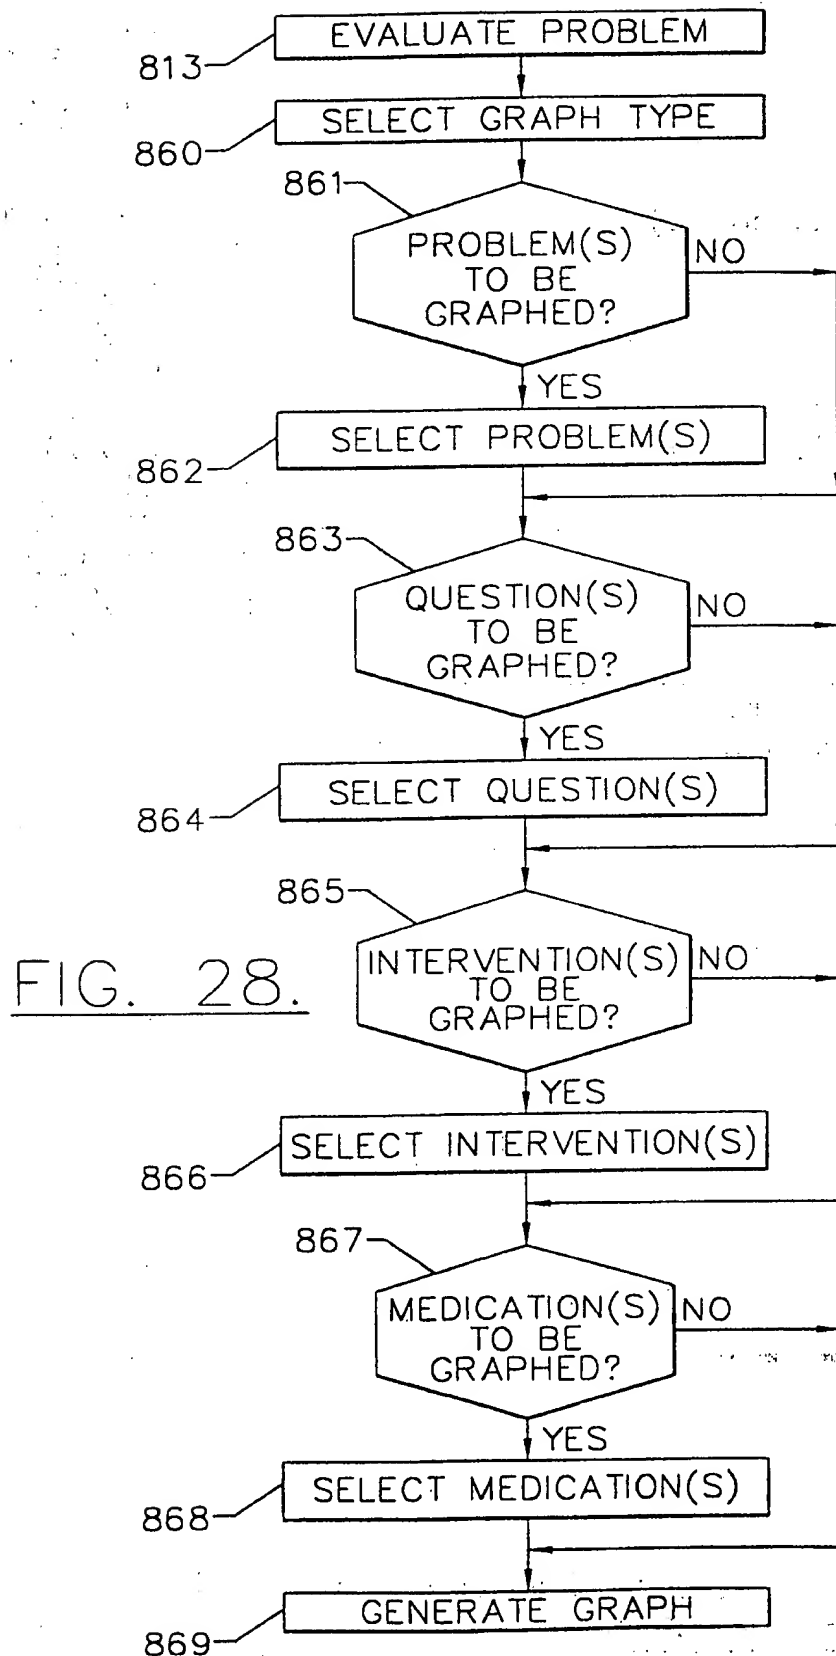 EVALUATE PROBLEM
813
SELECT GRAPH TYPE
860
861
PROBLEM(S)
TO BE
GRAPHED?
NO
YES
SELECT PROBLEM(S)
862
863
QUESTION(S)
TO BE
GRAPHED?
NO
YES
SELECT QUESTION(S)
864
865
INTERVENTION(S)
TO BE
GRAPHED?
NO
FIG. 28.
YES
SELECT INTERVENTION(S)
866
867
MEDICATION(S)
TO BE
GRAPHED?
NO
YES
SELECT MEDICATION(S)
868
GENERATE GRAPH
869